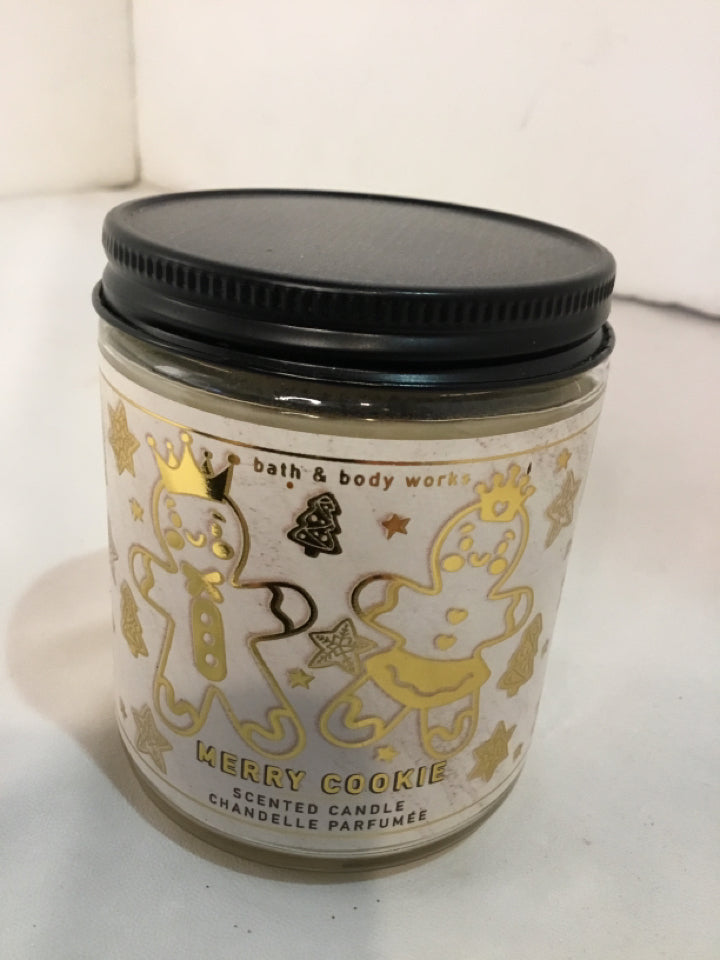 bath & body works
MERRY COOKIE
SCENTED CANDLE
CHANDELLE PARFUMÉE